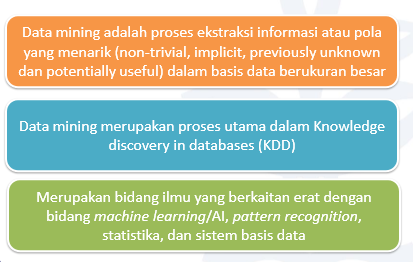 Data mining adalah proses ekstraksi informasi atau pola
yang menarik (non-trivial, implicit, previously unknown
dan potentially useful) dalam basis data berukuran besar
Data mining merupakan proses utama dalam Knowledge
discovery in databases (KDD)
Merupakan bidang ilmu yang berkaitan erat dengan
bidang machine learning/AI, pattern recognition,
statistika, dan sistem basis data